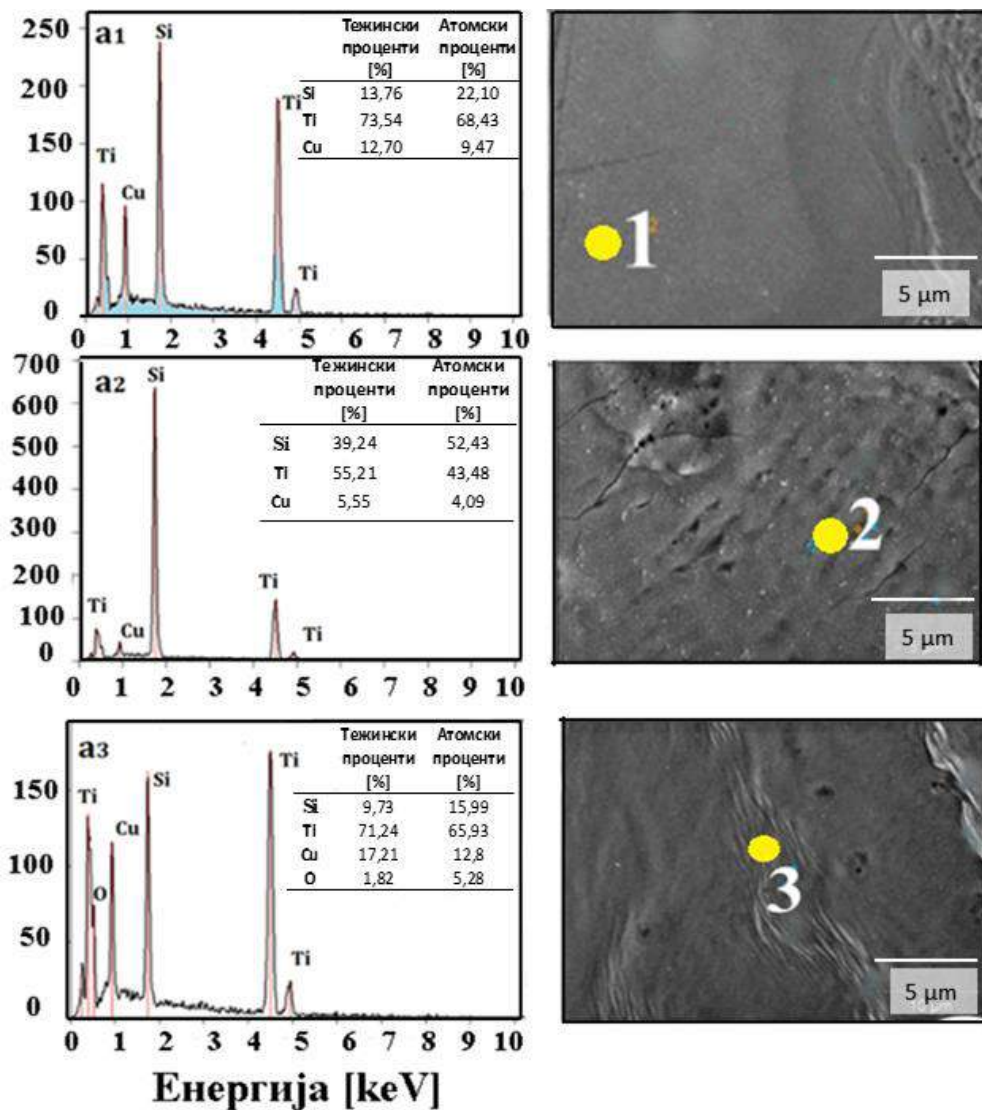 a1
Si
Ti
Cu
Ti
Ti
250
200
150
100
50
0
0 1 2 3 4 5 6 7 8 9 10
Тежински Атомски
проценти проценти
[%] [%]
Si 13,76 22,10
Ti 73,54 68,43
Cu 12,70 9,47
1
2
5 µm
a2
Si
Ti
Cu
Ti
Ti
700
600
500
400
300
200
100
0
0 1 2 3 4 5 6 7 8 9 10
Тежински Атомски
проценти проценти
[%] [%]
Si 39,24 52,43
Ti 55,21 43,48
Cu 5,55 4,09
2
5 µm
a3
Ti
O
Cu
Si
Ti
Ti
150
100
50
0
0 1 2 3 4 5 6 7 8 9 10
Тежински Атомски
проценти проценти
[%] [%]
Si 9,73 15,99
Ti 71,24 65,93
Cu 17,21 12,8
O 1,82 5,28
3
5 µm
Енергија [keV]